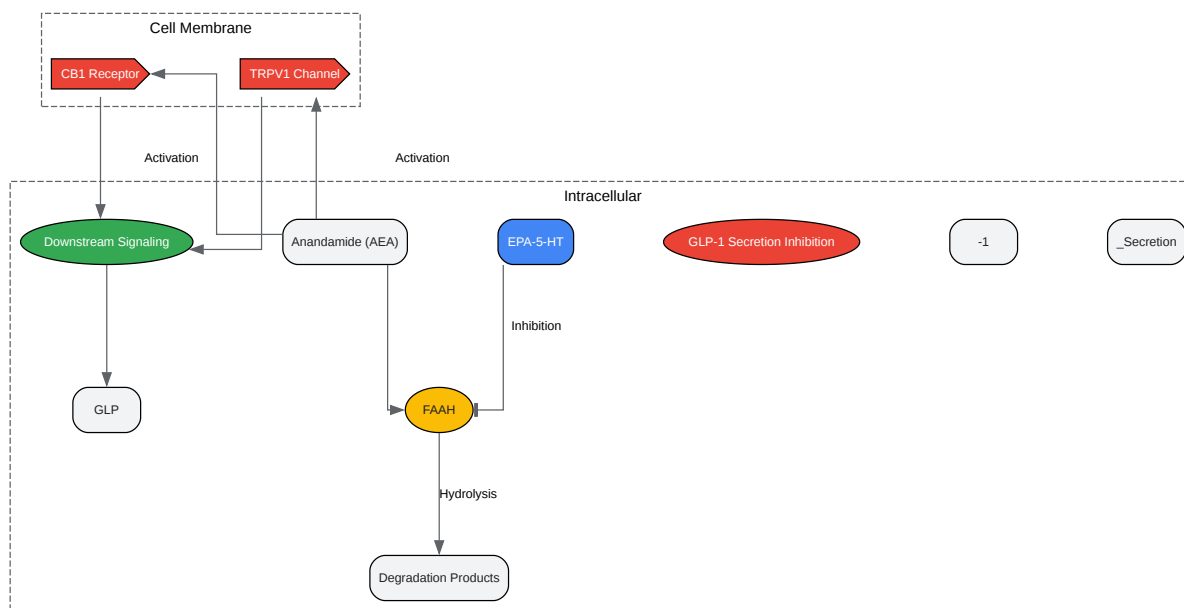 Cell Membrane
CB1 Receptor
TRPV1 Channel
Activation
Activation
Intracellular
Downstream Signaling
Anandamide (AEA)
EPA-5-HT
GLP-1 Secretion Inhibition
-1
_Secretion
Inhibition
GLP
FAAH
Hydrolysis
Degradation Products